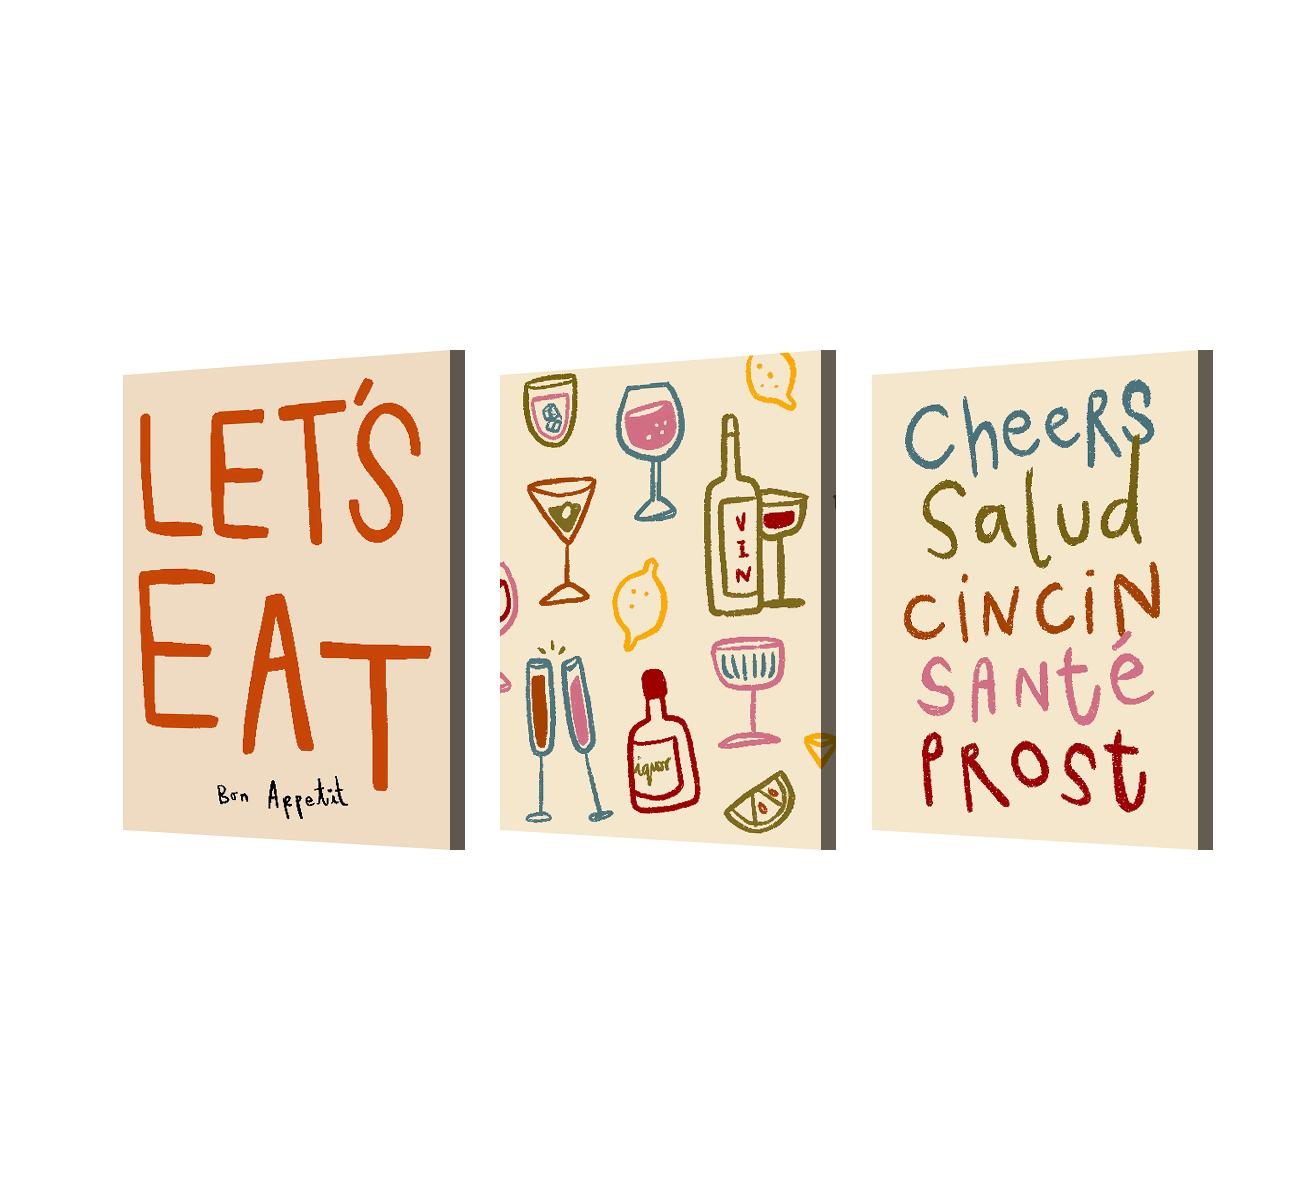 LET'S
EAT
Bon Appetit
VIN
liquor
Cheers
Salud
CiNCiN
SANté
PROSt